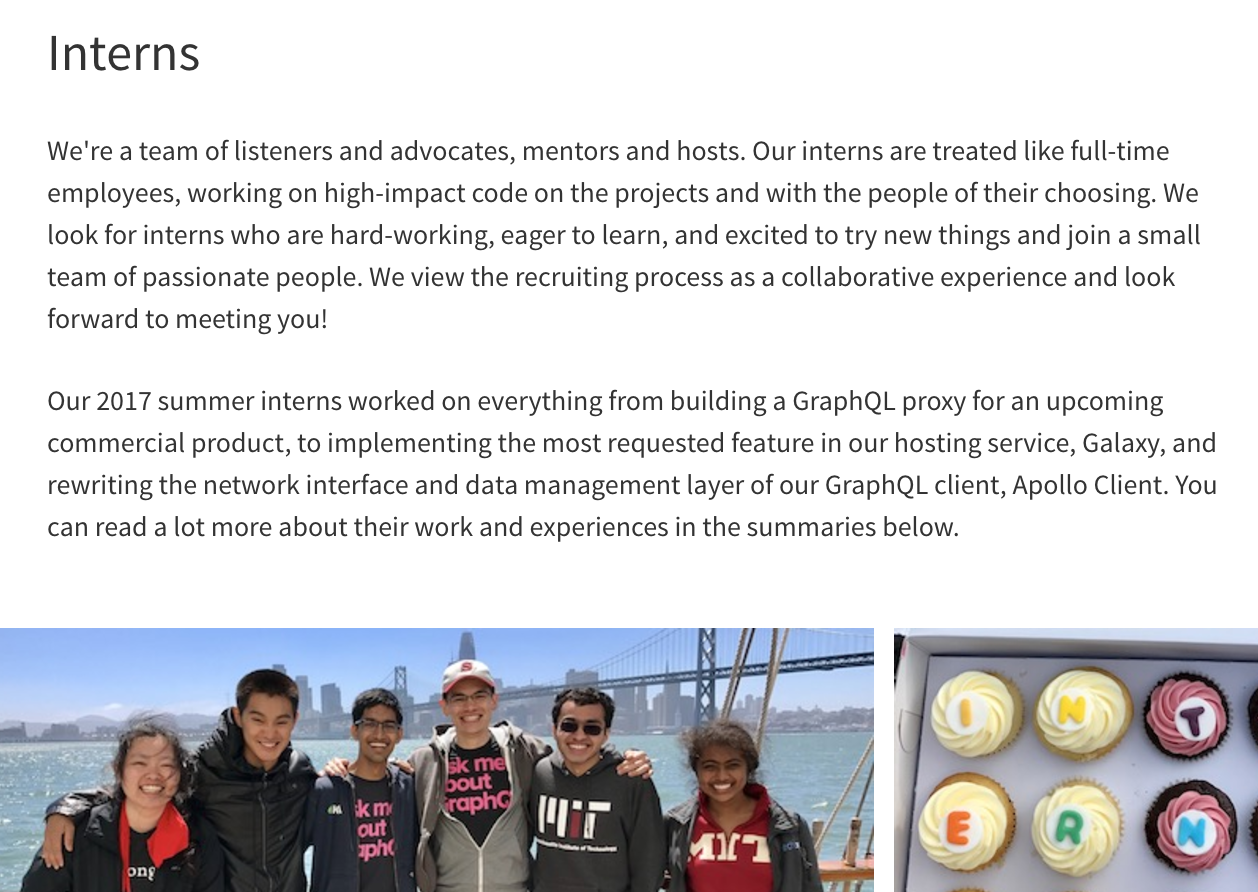 Interns
We're a team of listeners and advocates, mentors and hosts. Our interns are treated like full-time
employees, working on high-impact code on the projects and with the people of their choosing. We
look for interns who are hard-working, eager to learn, and excited to try new things and join a small
team of passionate people. We view the recruiting process as a collaborative experience and look
forward to meeting you!
Our 2017 summer interns worked on everything from building a GraphQL proxy for an upcoming
commercial product, to implementing the most requested feature in our hosting service, Galaxy, and
rewriting the network interface and data management layer of our GraphQL client, Apollo Client. You
can read a lot more about their work and experiences in the summaries below.
S
sk me
bout
raphQ
sk me
out
aphQ
MIT
Institute of Technology
I N T
E R N